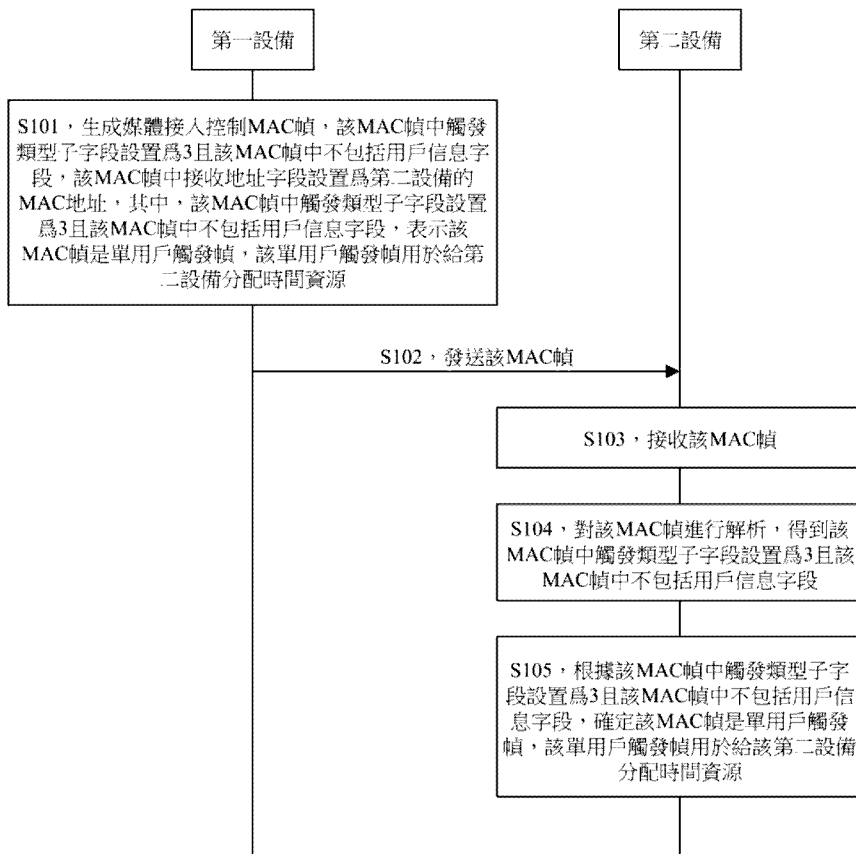 第一設備
第二設備
S101，生成媒體接入控制MAC幀，該MAC幀中觸發
類型子字段設置爲3且該MAC幀中不包括用戶信息字
段，該MAC幀中接收地址字段設置爲第二設備的
MAC地址，其中，該MAC幀中觸發類型子字段設置
爲3且該MAC幀中不包括用戶信息字段，表示該
MAC幀是單用戶觸發幀，該單用戶觸發幀用於給第
二設備分配時間資源
S102，發送該MAC幀
S103，接收該MAC幀
S104，對該MAC幀進行解析，得到該
MAC幀中觸發類型子字段設置爲3且該
MAC幀中不包括用戶信息字段
S105，根據該MAC幀中觸發類型子字
段設置爲3且該MAC幀中不包括用戶信
息字段，確定該MAC幀是單用戶觸發
幀，該單用戶觸發幀用於給該第二設備
分配時間資源